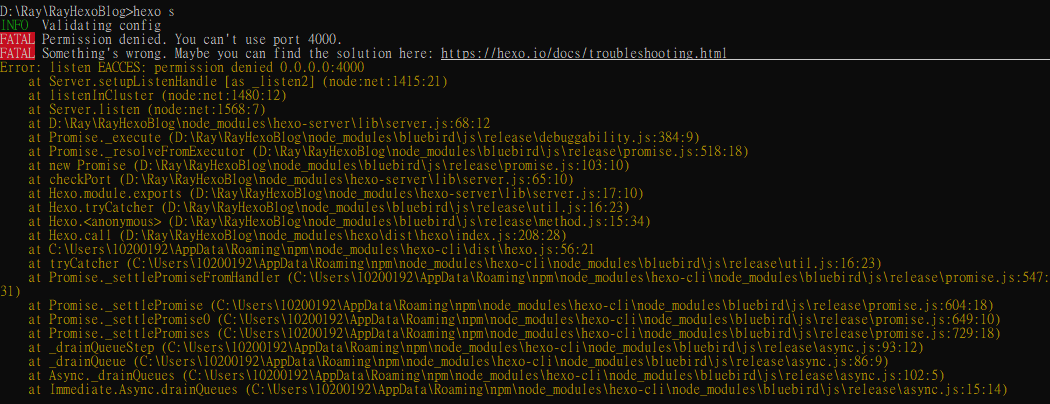 D:\Ray\RayHexoBlog>hexo s
INFO  Validating config
FATAL Permission denied. You can't use port 4000.
FATAL Something's wrong. Maybe you can find the solution here: https://hexo.io/docs/troubleshooting.html
Error: listen EACCES: permission denied 0.0.0.0:4000
    at Server.setupListenHandle [as _listen2] (node:net:1415:21)
    at listenInCluster (node:net:1480:12)
    at Server.listen (node:net:1568:7)
    at D:\Ray\RayHexoBlog\node_modules\hexo-server\lib\server.js:68:12
    at Promise._execute (D:\Ray\RayHexoBlog\node_modules\bluebird\js\release\debuggability.js:384:9)
    at Promise._resolveFromExecutor (D:\Ray\RayHexoBlog\node_modules\bluebird\js\release\promise.js:518:18)
    at new Promise (D:\Ray\RayHexoBlog\node_modules\bluebird\js\release\promise.js:103:10)
    at checkPort (D:\Ray\RayHexoBlog\node_modules\hexo-server\lib\server.js:65:10)
    at Hexo.module.exports (D:\Ray\RayHexoBlog\node_modules\hexo-server\lib\server.js:17:10)
    at Hexo.tryCatcher (D:\Ray\RayHexoBlog\node_modules\bluebird\js\release\util.js:16:23)
    at Hexo.<anonymous> (D:\Ray\RayHexoBlog\node_modules\bluebird\js\release\method.js:15:34)
    at Hexo.call (D:\Ray\RayHexoBlog\node_modules\hexo\dist\hexo\index.js:208:28)
    at C:\Users\10200192\AppData\Roaming\npm\node_modules\hexo-cli\dist\hexo.js:56:21
    at tryCatcher (C:\Users\10200192\AppData\Roaming\npm\node_modules\hexo-cli\node_modules\bluebird\js\release\util.js:16:23)
    at Promise._settlePromiseFromHandler (C:\Users\10200192\AppData\Roaming\npm\node_modules\hexo-cli\node_modules\bluebird\js\release\promise.js:547:
31)
    at Promise._settlePromise (C:\Users\10200192\AppData\Roaming\npm\node_modules\hexo-cli\node_modules\bluebird\js\release\promise.js:604:18)
    at Promise._settlePromise0 (C:\Users\10200192\AppData\Roaming\npm\node_modules\hexo-cli\node_modules\bluebird\js\release\promise.js:649:10)
    at Promise._settlePromises (C:\Users\10200192\AppData\Roaming\npm\node_modules\hexo-cli\node_modules\bluebird\js\release\promise.js:729:18)
    at _drainQueueStep (C:\Users\10200192\AppData\Roaming\npm\node_modules\hexo-cli\node_modules\bluebird\js\release\async.js:93:12)
    at _drainQueue (C:\Users\10200192\AppData\Roaming\npm\node_modules\hexo-cli\node_modules\bluebird\js\release\async.js:86:9)
    at Async._drainQueues (C:\Users\10200192\AppData\Roaming\npm\node_modules\hexo-cli\node_modules\bluebird\js\release\async.js:102:5)
    at Immediate.Async.drainQueues (C:\Users\10200192\AppData\Roaming\npm\node_modules\hexo-cli\node_modules\bluebird\js\release\async.js:15:14)